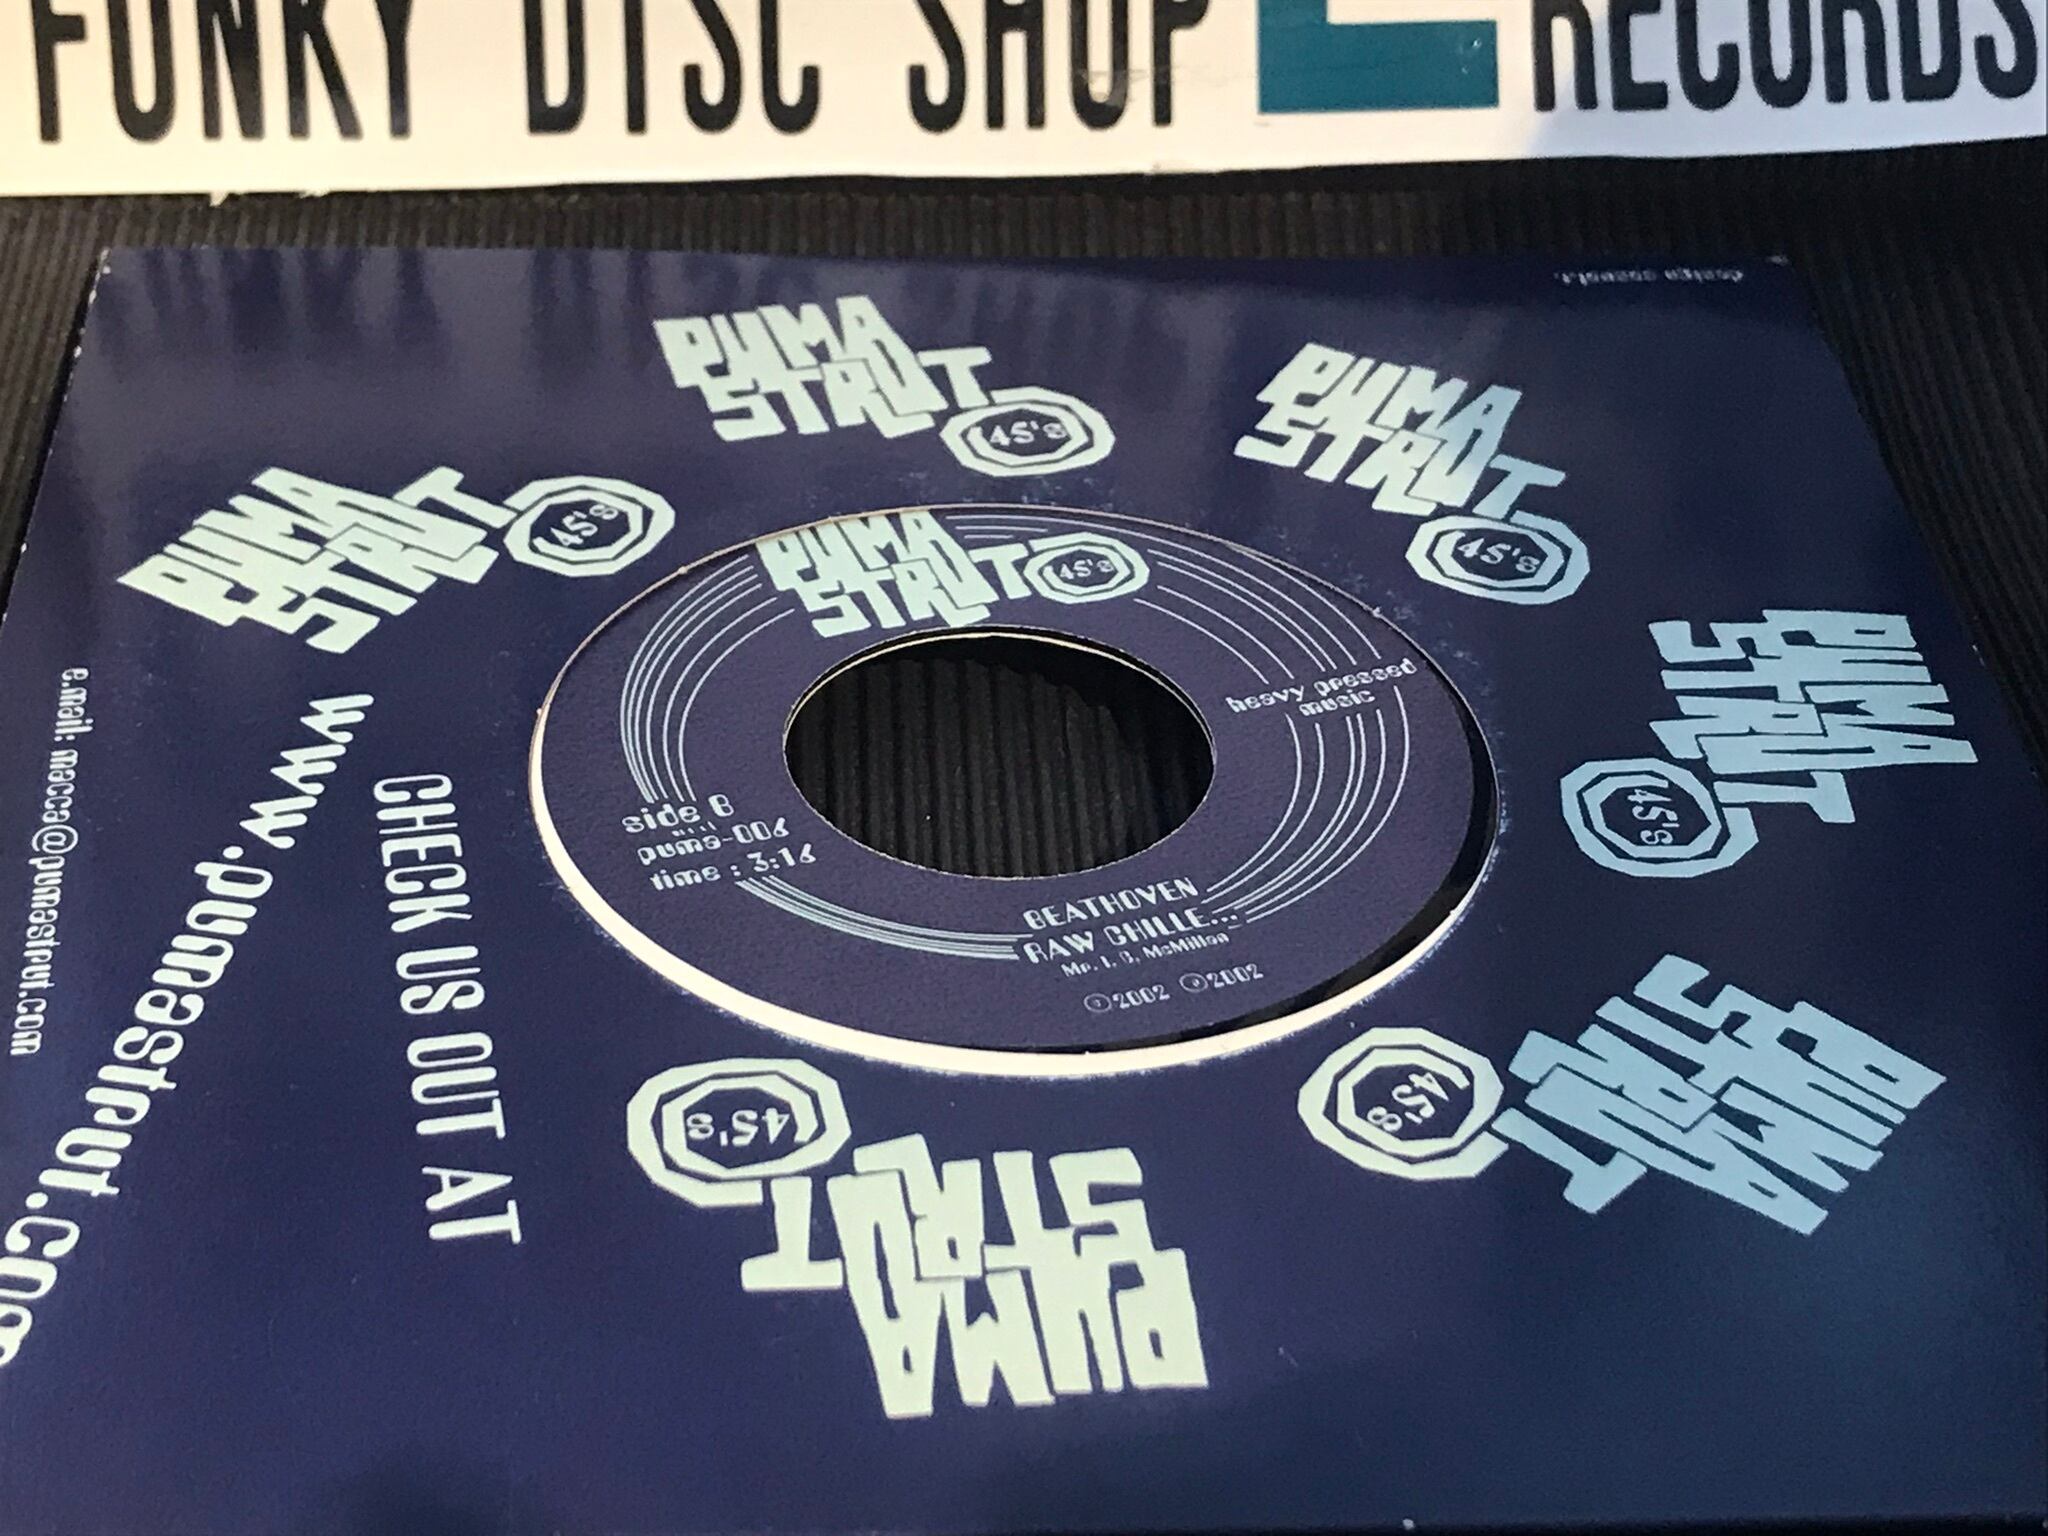 FUNKY DISC SHOP RECORDS
PUMA
STRUT
45's
PUMA
STRUT
45's
PUMA
STRUT
45's
PUMA
STRUT
45's
heavy pressed
music
side B
puma-006
time : 3:16
BEATHOVEN
RAW CHILLE...
Mr. I. B. McMillan
©2002 ℗2002
PUMA
STRUT
45's
PUMA
STRUT
45's
PUMA
STRUT
45's
CHECK US OUT AT
www.pumastrut.com
e.mail: macca@pumastrut.com